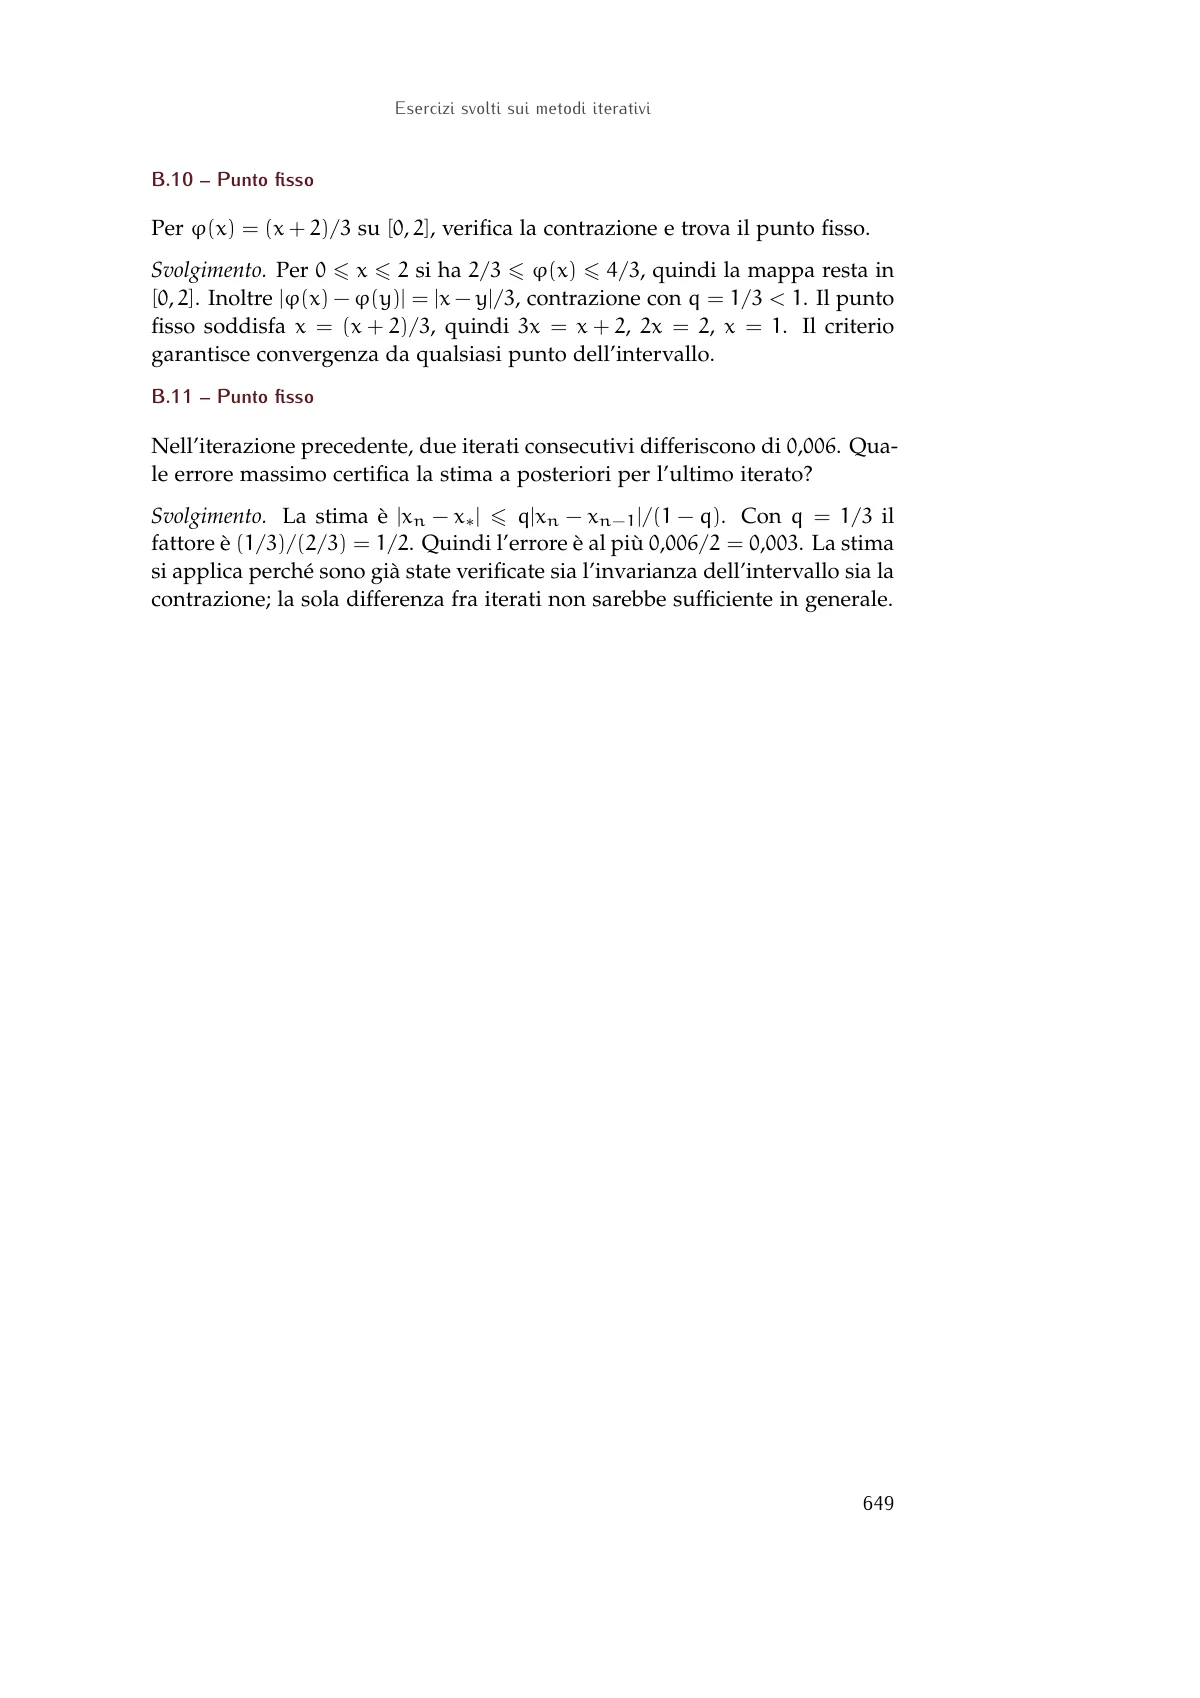 Esercizi svolti sui metodi iterativi
B.10 – Punto fisso
Per φ(x) = (x + 2)/3 su [0, 2], verifica la contrazione e trova il punto fisso.
Svolgimento. Per 0 ⩽ x ⩽ 2 si ha 2/3 ⩽ φ(x) ⩽ 4/3, quindi la mappa resta in
[0, 2]. Inoltre |φ(x) − φ(y)| = |x − y|/3, contrazione con q = 1/3 < 1. Il punto
fisso soddisfa x = (x + 2)/3, quindi 3x = x + 2, 2x = 2, x = 1. Il criterio
garantisce convergenza da qualsiasi punto dell’intervallo.
B.11 – Punto fisso
Nell’iterazione precedente, due iterati consecutivi differiscono di 0,006. Qua-
le errore massimo certifica la stima a posteriori per l’ultimo iterato?
Svolgimento. La stima è |xₙ − x∗| ⩽ q|xₙ − xₙ₋₁|/(1 − q). Con q = 1/3 il
fattore è (1/3)/(2/3) = 1/2. Quindi l’errore è al più 0,006/2 = 0,003. La stima
si applica perché sono già state verificate sia l’invarianza dell’intervallo sia la
contrazione; la sola differenza fra iterati non sarebbe sufficiente in generale.
649